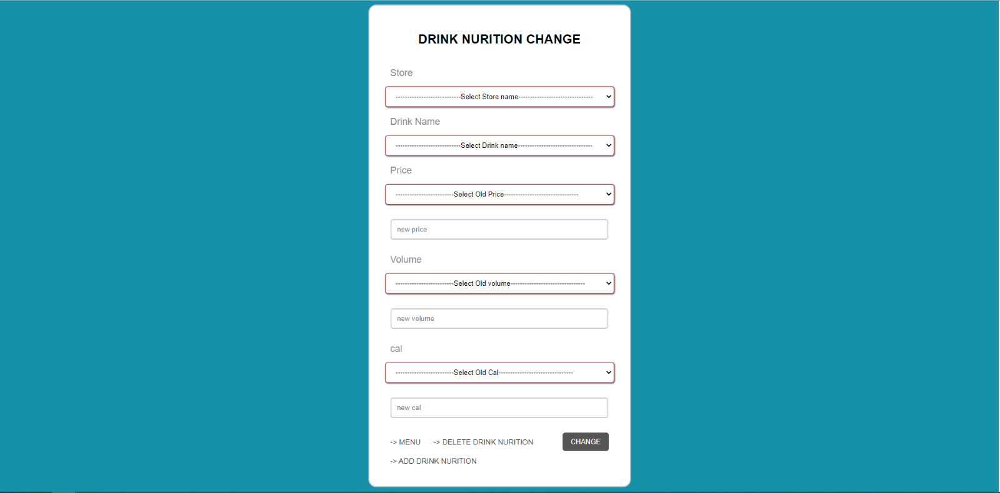 DRINK NURITION CHANGE
Store
----------------------------Select Store name--------------------------------
Drink Name
----------------------------Select Drink name--------------------------------
Price
-------------------------Select Old Price--------------------------------
new price
Volume
-------------------------Select Old volume--------------------------------
new volume
cal
-------------------------Select Old Cal--------------------------------
new cal
-> MENU -> DELETE DRINK NURITION CHANGE
-> ADD DRINK NURITION